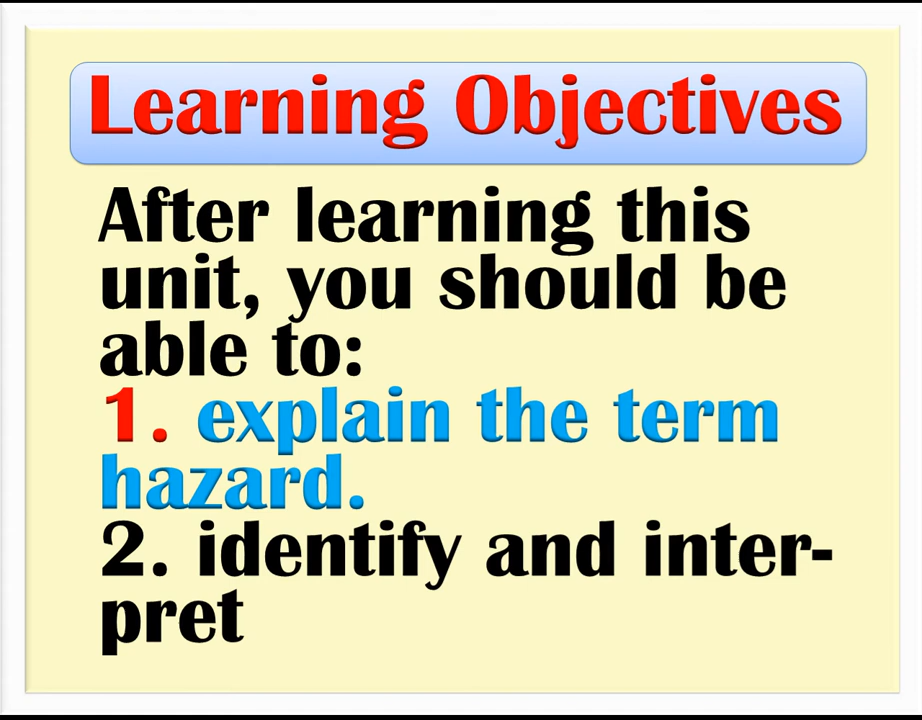 Learning Objectives
After learning this
unit, you should be
able to:
1. explain the term
hazard.
2. identify and inter-
pret